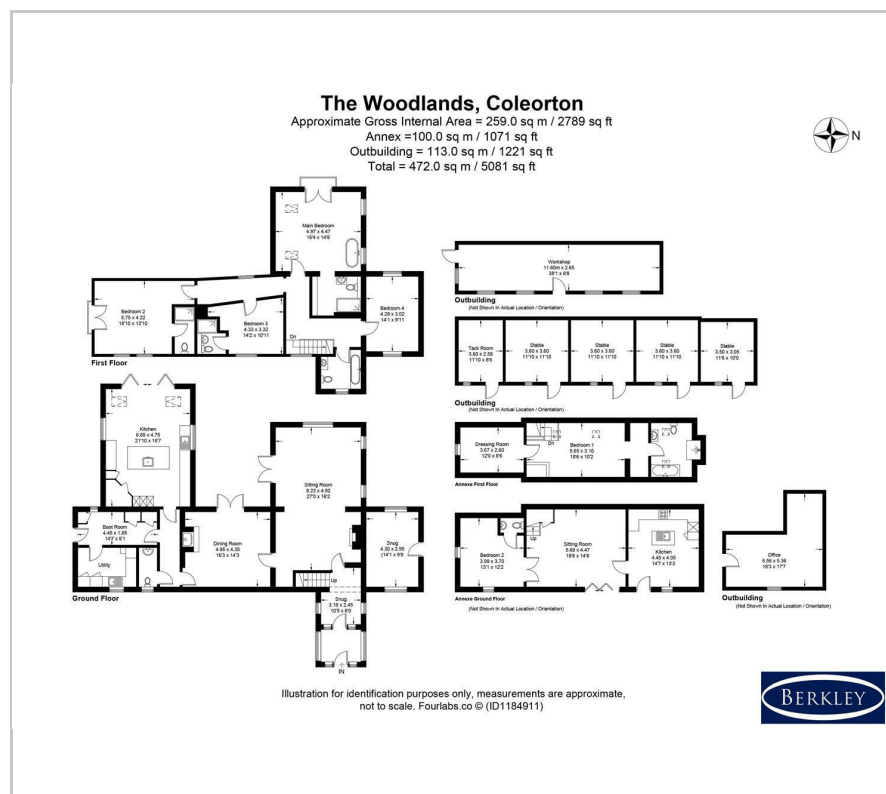 The Woodlands, Coleorton
Approximate Gross Internal Area = 259.0 sq m / 2789 sq ft
Annex =100.0 sq m / 1071 sq ft
Outbuilding = 113.0 sq m / 1221 sq ft
Total = 472.0 sq m / 5081 sq ft
N
Main Bedroom
4.97 x 4.47
16'4 x 14'8
Bedroom 2
5.75 x 4.22
18'10 x 13'10
Bedroom 3
4.33 x 3.32
14'2 x 10'11
Dn
Bedroom 4
4.28 x 3.02
14'1 x 9'11
First Floor
Workshop
11.60m x 2.65
38'1 x 8'8
Outbuilding
(Not Shown In Actual Location / Orientation)
Tack Room
3.60 x 2.58
11'10 x 8'6
Stable
3.60 x 3.60
11'10 x 11'10
Stable
3.60 x 3.60
11'10 x 11'10
Stable
3.60 x 3.60
11'10 x 11'10
Stable
3.50 x 3.05
11'6 x 10'0
Outbuilding
(Not Shown In Actual Location / Orientation)
Kitchen
6.65 x 4.75
21'10 x 15'7
Sitting Room
8.23 x 4.92
27'0 x 16'2
Boot Room
4.45 x 1.85
14'7 x 6'1
Utility
Dining Room
4.95 x 4.35
16'3 x 14'3
Snug
4.30 x 2.95
(14'1 x 9'8
Up
Snug
3.18 x 2.45
10'5 x 8'0
IN
Ground Floor
Dressing Room
3.67 x 2.60
12'0 x 8'6
Dn
Bedroom 1
5.65 x 3.10
18'6 x 10'2
Annexe First Floor
Bedroom 2
3.99 x 3.70
13'1 x 12'2
Up
Sitting Room
5.68 x 4.47
18'8 x 14'8
Kitchen
4.45 x 4.05
14'7 x 13'3
Annexe Ground Floor
(Not Shown In Actual Location / Orientation)
Office
5.56 x 5.36
18'3 x 17'7
Outbuilding
(Not Shown In Actual Location / Orientation)
Illustration for identification purposes only, measurements are approximate,
not to scale. Fourlabs.co © (ID1184911)
BERKLEY